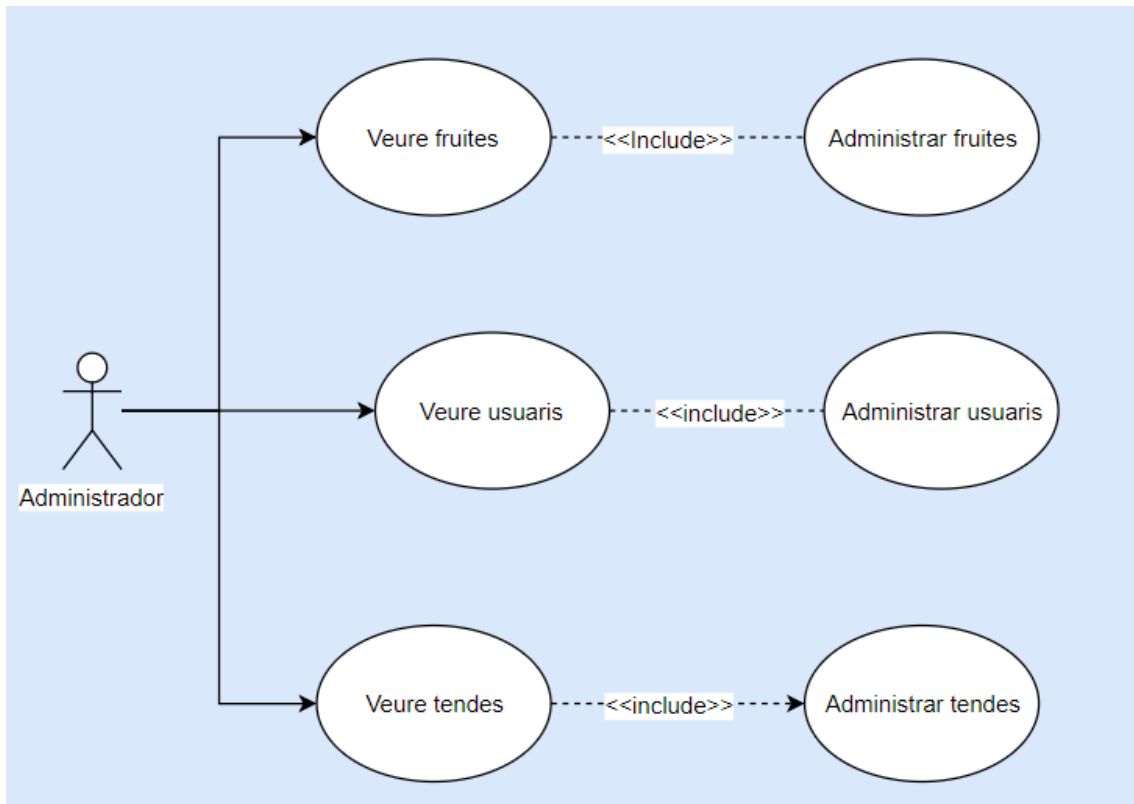 Veure fruites
<<Include>>
Administrar fruites
Veure usuaris
<<include>>
Administrar usuaris
Administrador
Veure tendes
<<include>>
Administrar tendes